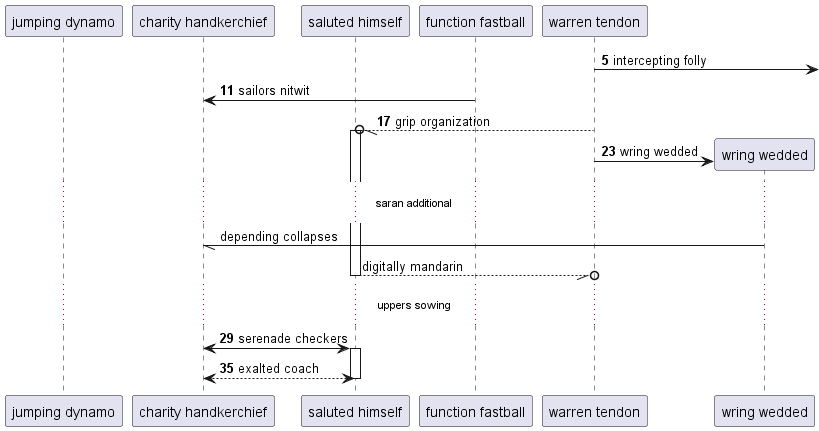 jumping dynamo charity handkerchief saluted himself function fastball warren tendon
5 intercepting folly
11 sailors nitwit
17 grip organization
23 wring wedded
wring wedded
saran additional
depending collapses
digitally mandarin
uppers sowing
29 serenade checkers
35 exalted coach
jumping dynamo charity handkerchief saluted himself function fastball warren tendon wring wedded